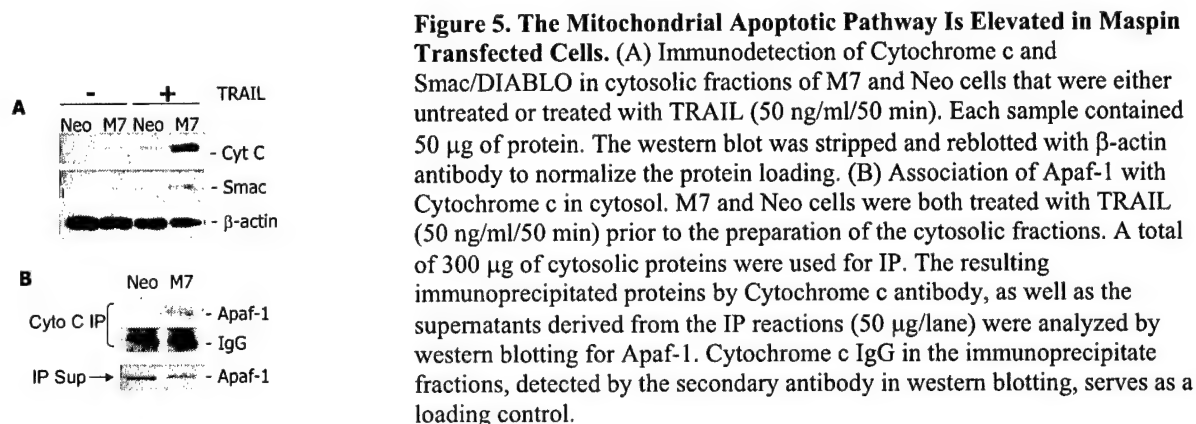 Figure 5. The Mitochondrial Apoptotic Pathway Is Elevated in Maspin
Transfected Cells. (A) Immunodetection of Cytochrome c and
Smac/DIABLO in cytosolic fractions of M7 and Neo cells that were either
untreated or treated with TRAIL (50 ng/ml/50 min). Each sample contained
50 μg of protein. The western blot was stripped and reblotted with β-actin
antibody to normalize the protein loading. (B) Association of Apaf-1 with
Cytochrome c in cytosol. M7 and Neo cells were both treated with TRAIL
(50 ng/ml/50 min) prior to the preparation of the cytosolic fractions. A total
of 300 μg of cytosolic proteins were used for IP. The resulting
immunoprecipitated proteins by Cytochrome c antibody, as well as the
supernatants derived from the IP reactions (50 μg/lane) were analyzed by
western blotting for Apaf-1. Cytochrome c IgG in the immunoprecipitate
fractions, detected by the secondary antibody in western blotting, serves as a
loading control.
A
- + TRAIL
Neo M7 Neo M7
- Cyt C
- Smac
- β-actin
B
Neo M7
Cyto C IP
- Apaf-1
- IgG
IP Sup → - Apaf-1